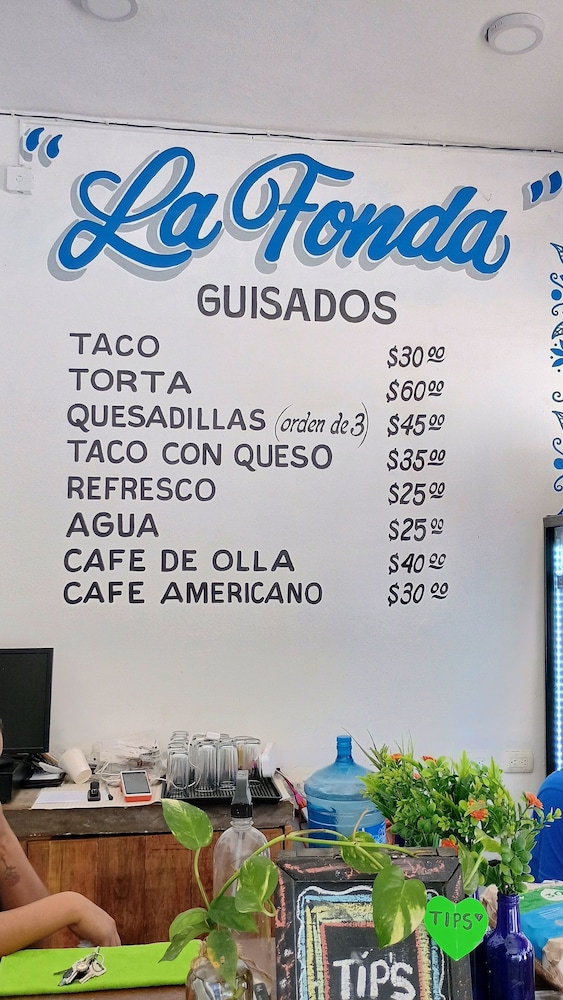 "La Fonda"
GUISADOS
TACO $30.00
TORTA $60.00
QUESADILLAS (orden de 3) $45.00
TACO CON QUESO $35.00
REFRESCO $25.00
AGUA $25.00
CAFE DE OLLA $40.00
CAFE AMERICANO $30.00
TIPS
TIP'S